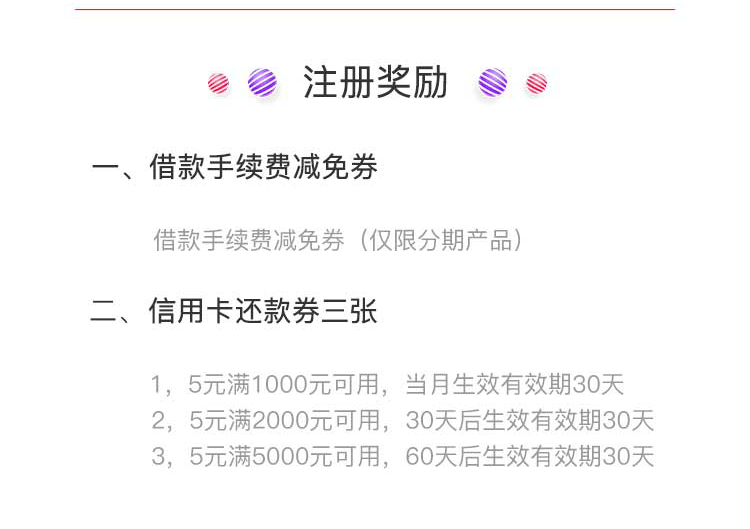 注册奖励
一、借款手续费减免券
借款手续费减免券（仅限分期产品）
二、信用卡还款券三张
1，5元满1000元可用，当月生效有效期30天
2，5元满2000元可用，30天后生效有效期30天
3，5元满5000元可用，60天后生效有效期30天